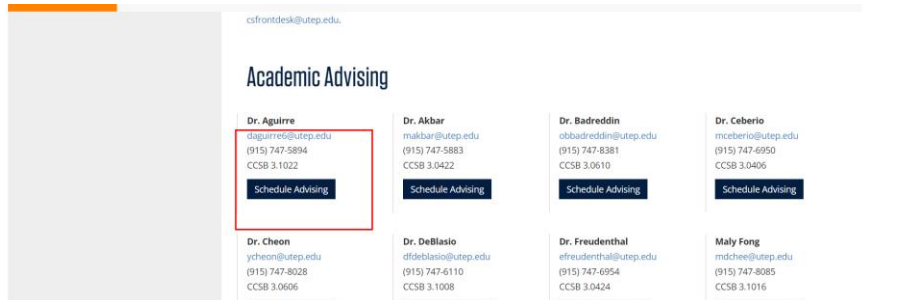 csfrontdesk@utep.edu.
Academic Advising
Dr. Aguirre
daguirre6@utep.edu
(915) 747-5894
CCSB 3.1022
Schedule Advising
Dr. Akbar
makbar@utep.edu
(915) 747-5883
CCSB 3.0422
Schedule Advising
Dr. Badreddin
obbadreddin@utep.edu
(915) 747-8381
CCSB 3.0610
Schedule Advising
Dr. Ceberio
mceberio@utep.edu
(915) 747-6950
CCSB 3.0406
Schedule Advising
Dr. Cheon
ycheon@utep.edu
(915) 747-8028
CCSB 3.0606
Dr. DeBlasio
dfdeblasio@utep.edu
(915) 747-6110
CCSB 3.1008
Dr. Freudenthal
efreudenthal@utep.edu
(915) 747-6954
CCSB 3.0424
Maly Fong
mdchee@utep.edu
(915) 747-8085
CCSB 3.1016